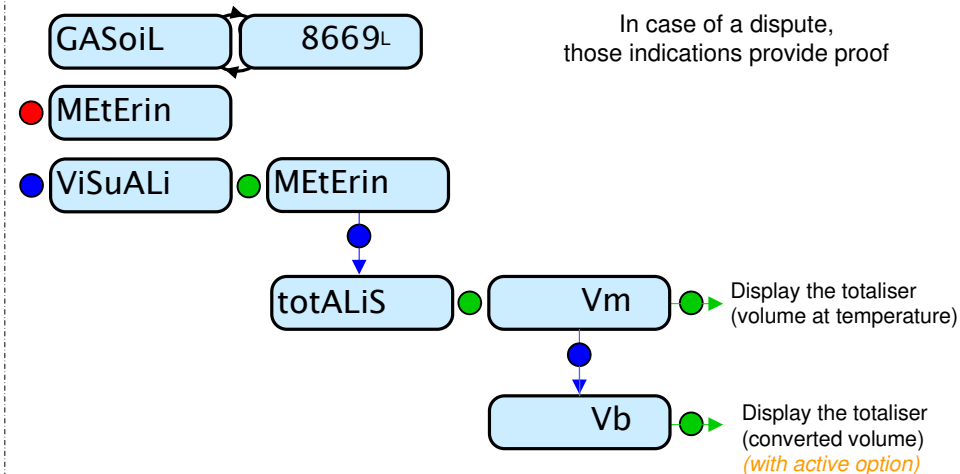 GASoiL
8669L
In case of a dispute,
those indications provide proof
MEtErin
ViSuALi
MEtErin
totALiS
Vm
Display the totaliser
(volume at temperature)
Vb
Display the totaliser
(converted volume)
(with active option)